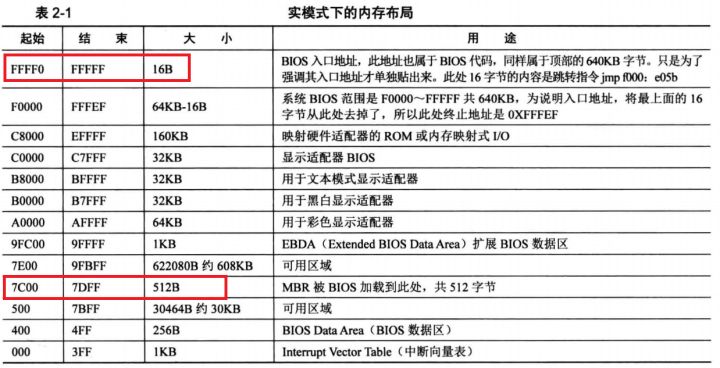 表 2-1 实模式下的内存布局
起始 结 束 大 小 用 途
FFFF0 FFFFF 16B BIOS 入口地址，此地址也属于 BIOS 代码，同样属于顶部的 640KB 字节。只是为了
强调其入口地址才单独贴出来。此处 16 字节的内容是跳转指令 jmp f000：e05b
F0000 FFFEF 64KB-16B 系统 BIOS 范围是 F0000～FFFFF 共 640KB，为说明入口地址，将最上面的 16
字节从此处去掉了，所以此处终止地址是 0XFFFEF
C8000 EFFFF 160KB 映射硬件适配器的 ROM 或内存映射式 I/O
C0000 C7FFF 32KB 显示适配器 BIOS
B8000 BFFFF 32KB 用于文本模式显示适配器
B0000 B7FFF 32KB 用于黑白显示适配器
A0000 AFFFF 64KB 用于彩色显示适配器
9FC00 9FFFF 1KB EBDA（Extended BIOS Data Area）扩展 BIOS 数据区
7E00 9FBFF 622080B 约 608KB 可用区域
7C00 7DFF 512B MBR 被 BIOS 加载到此处，共 512 字节
500 7BFF 30464B 约 30KB 可用区域
400 4FF 256B BIOS Data Area（BIOS 数据区）
000 3FF 1KB Interrupt Vector Table（中断向量表）